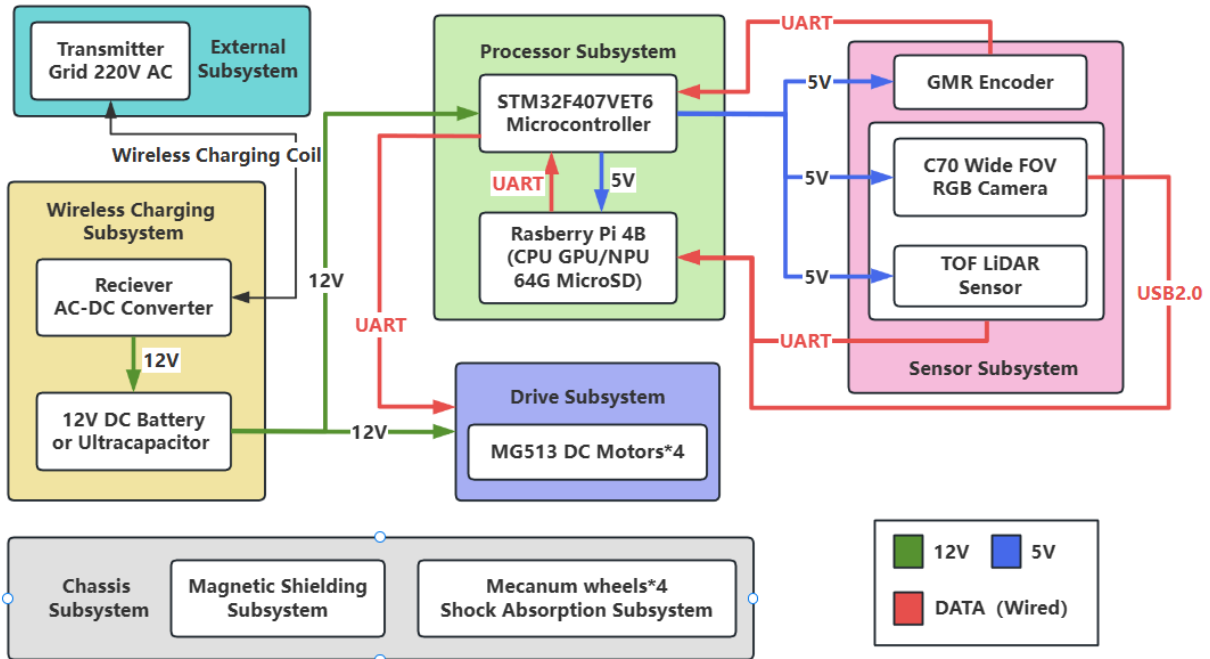 Transmitter
Grid 220V AC
External
Subsystem
Wireless Charging Coil
Wireless Charging
Subsystem
Reciever
AC-DC Converter
12V
12V DC Battery
or Ultracapacitor
12V
12V
UART
Processor Subsystem
STM32F407VET6
Microcontroller
UART
5V
Rasberry Pi 4B
(CPU GPU/NPU
64G MicroSD)
Drive Subsystem
MG513 DC Motors*4
UART
5V
GMR Encoder
5V
C70 Wide FOV
RGB Camera
5V
TOF LiDAR
Sensor
USB2.0
UART
Sensor Subsystem
Chassis
Subsystem
Magnetic Shielding
Subsystem
Mecanum wheels*4
Shock Absorption Subsystem
12V
5V
DATA (Wired)